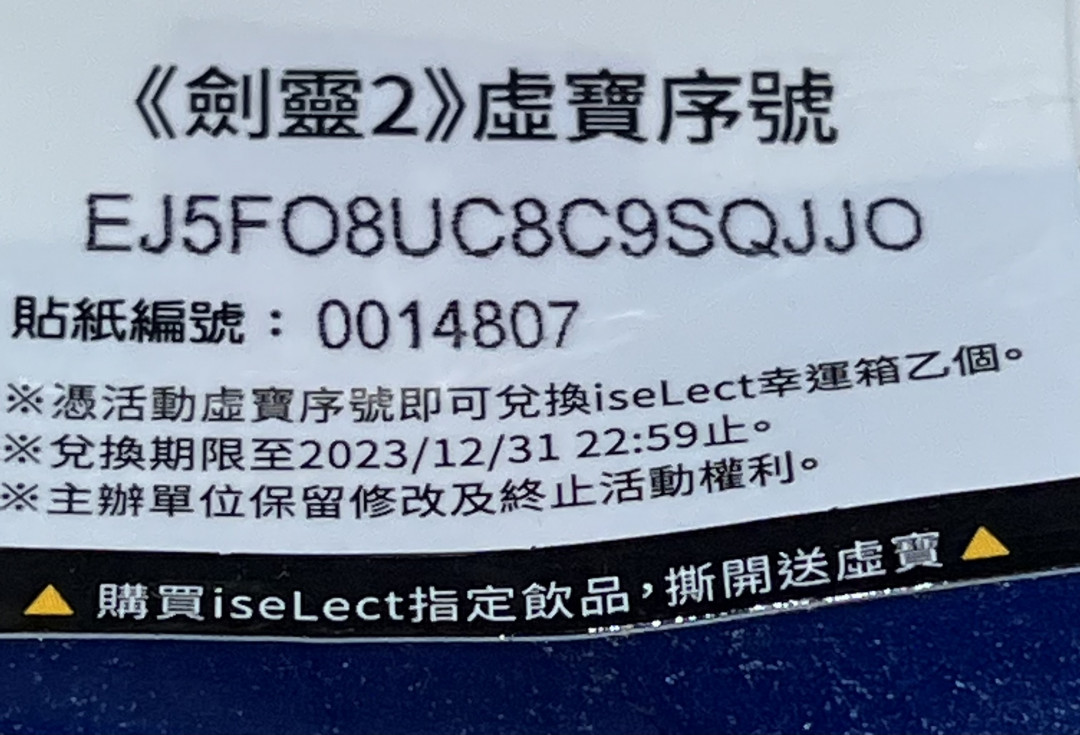 《劍靈2》虛寶序號
EJ5FO8UC8C9SQJJO
貼紙編號：0014807
※憑活動虛寶序號即可兌換iseLect幸運箱乙個。
※兌換期限至2023/12/31 22:59止。
※主辦單位保留修改及終止活動權利。
▲購買iseLect指定飲品，撕開送虛寶▲